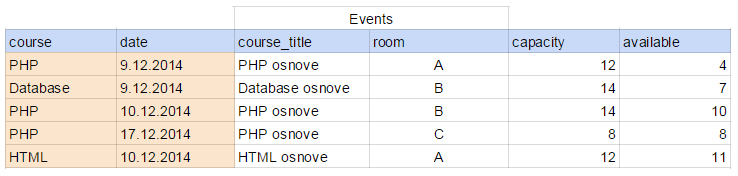 Events
course date course_title room capacity available
PHP 9.12.2014 PHP osnove A 12 4
Database 9.12.2014 Database osnove B 14 7
PHP 10.12.2014 PHP osnove B 14 10
PHP 17.12.2014 PHP osnove C 8 8
HTML 10.12.2014 HTML osnove A 12 11